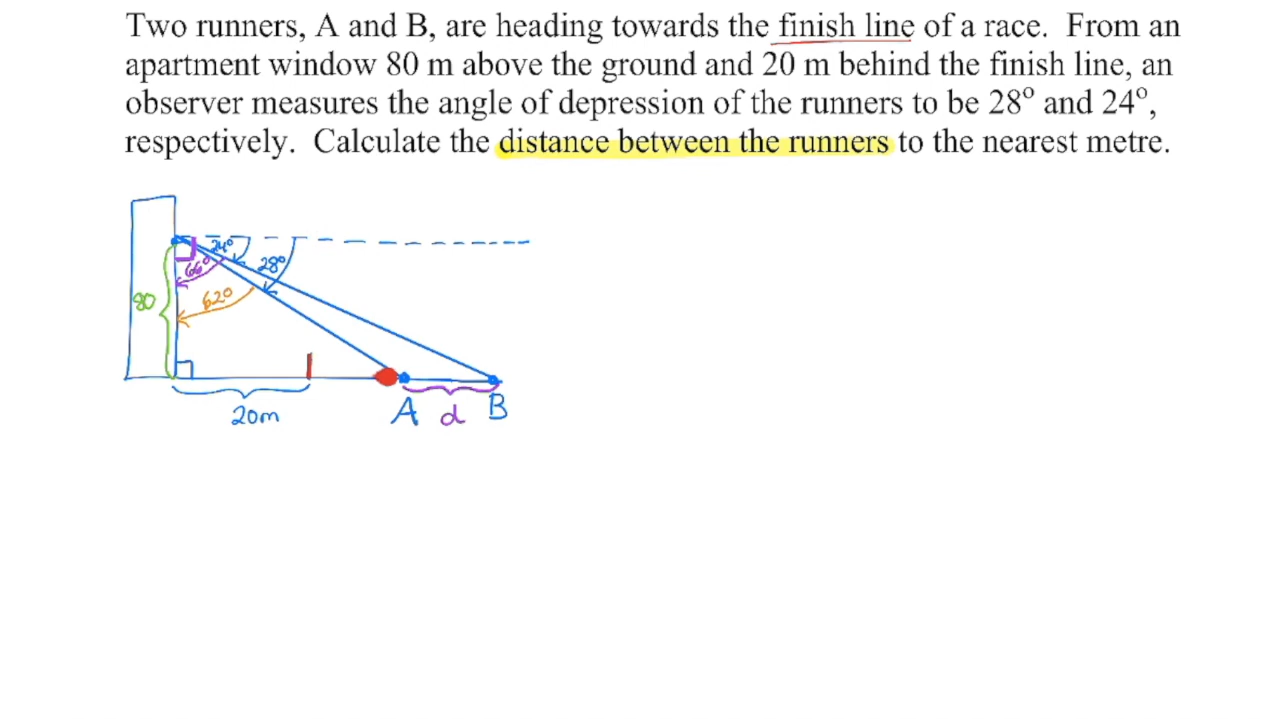 Two runners, A and B, are heading towards the finish line of a race. From an
apartment window 80 m above the ground and 20 m behind the finish line, an
observer measures the angle of depression of the runners to be 28° and 24°,
respectively. Calculate the distance between the runners to the nearest metre.
24°
28°
66°
62°
80
20m
A d B